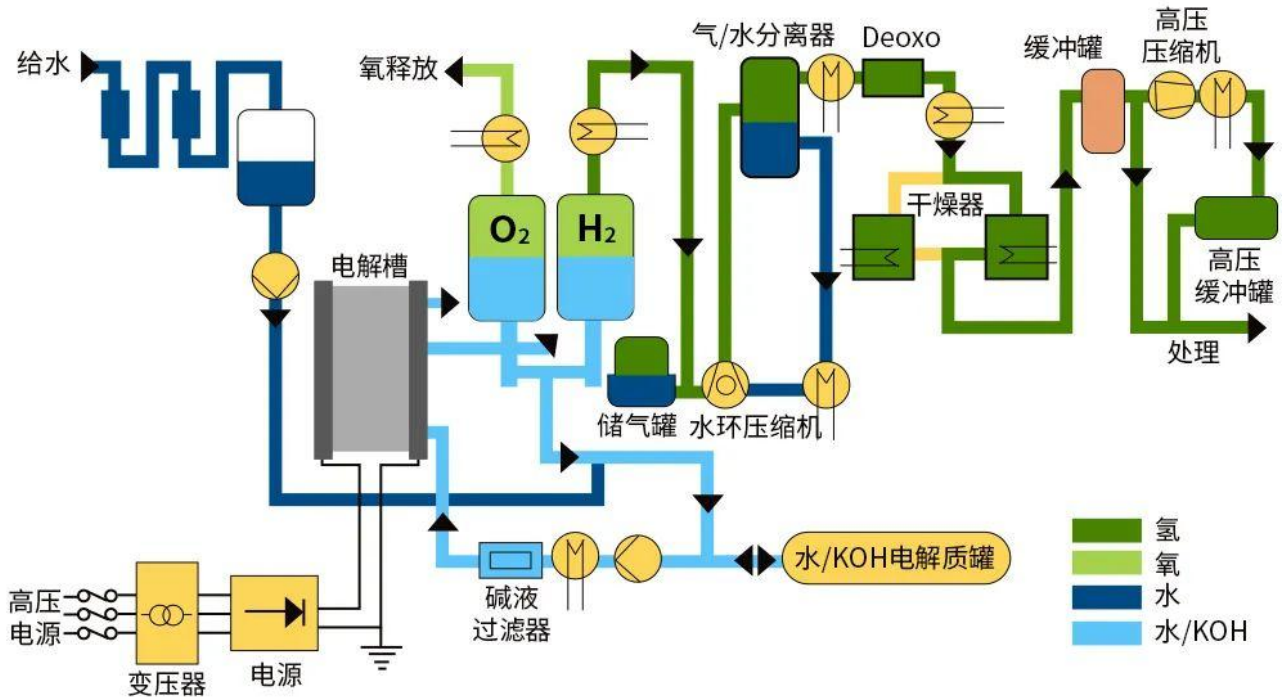 给水
氧释放
气/水分离器
Deoxo
缓冲罐
高压
压缩机
O₂
H₂
干燥器
电解槽
高压
缓冲罐
处理
储气罐
水环压缩机
氢
氧
水
水/KOH
水/KOH电解质罐
碱液
过滤器
高压
电源
变压器
电源